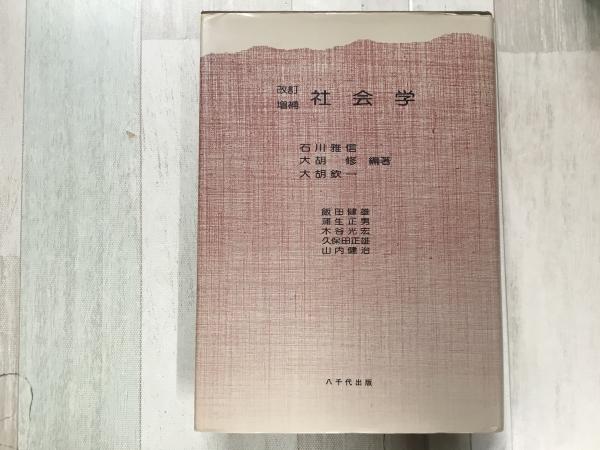 改訂
増補 社会学
石川雅信
大胡 修 編著
大胡欽一
飯田健雄
蒲生正男
木谷光宏
久保田正雄
山内健治
八千代出版